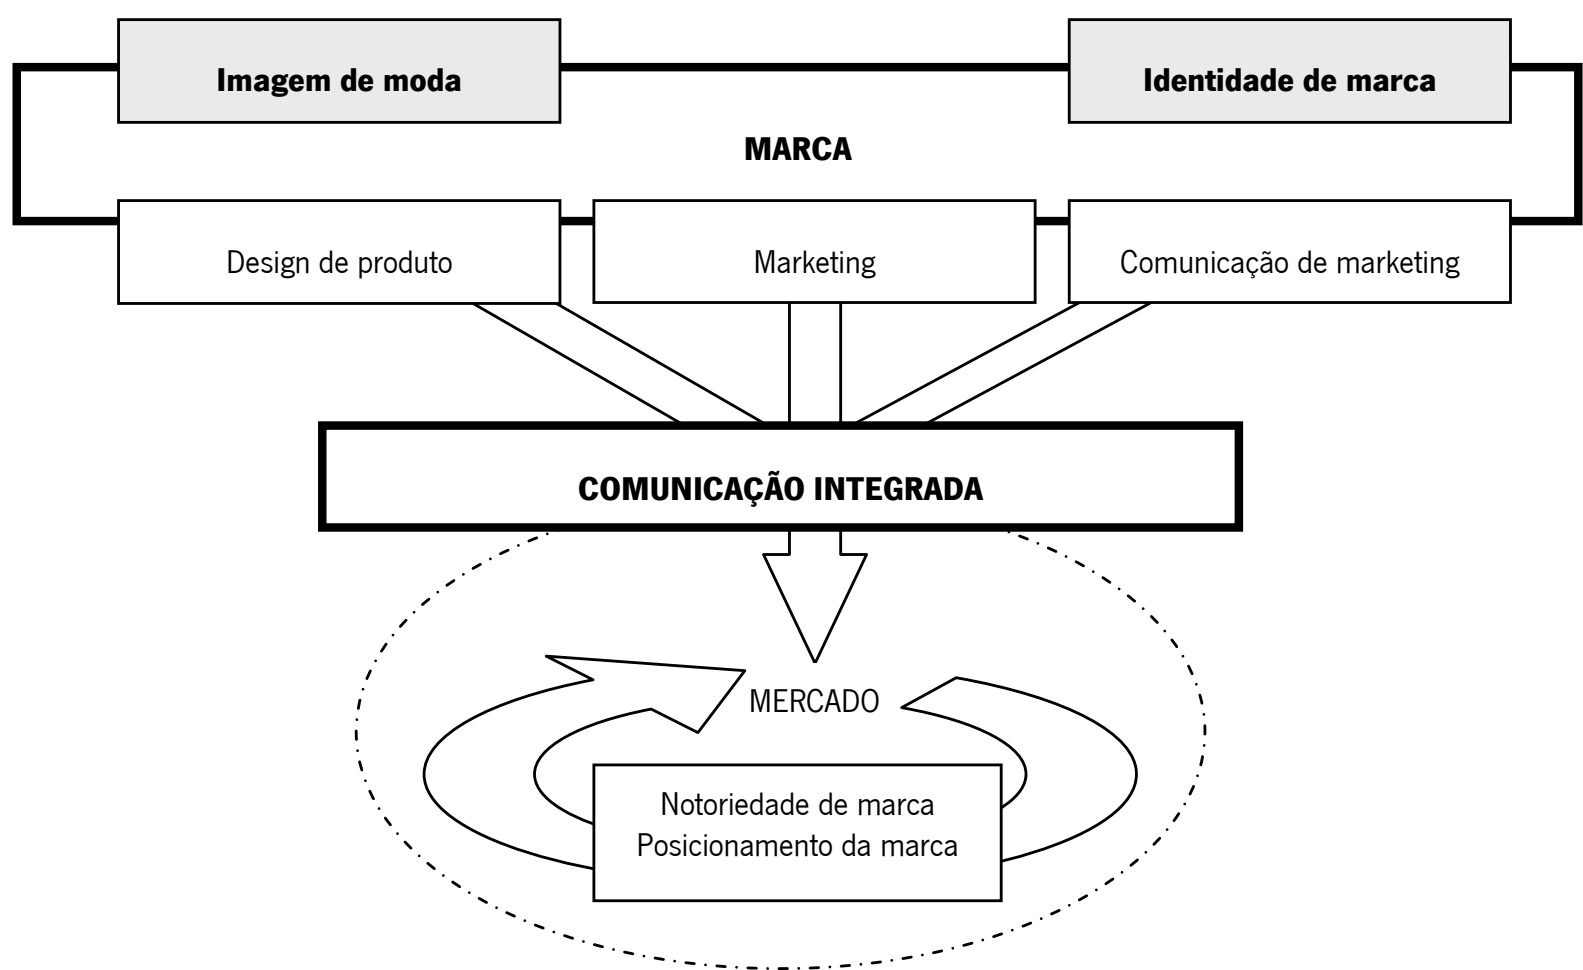 Imagem de moda
Identidade de marca
MARCA
Design de produto
Marketing
Comunicação de marketing
COMUNICAÇÃO INTEGRADA
MERCADO
Notoriedade de marca
Posicionamento da marca